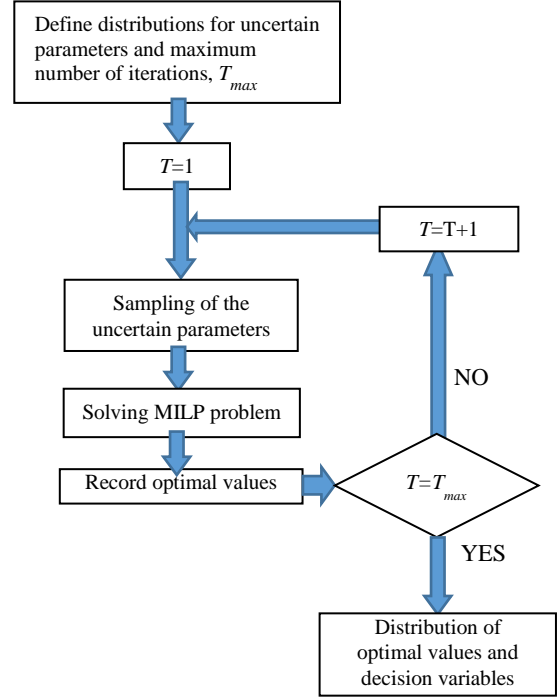 Define distributions for uncertain
parameters and maximum
number of iterations, T_max
T=1
T=T+1
Sampling of the
uncertain parameters
Solving MILP problem
NO
Record optimal values
T=T_max
YES
Distribution of
optimal values and
decision variables